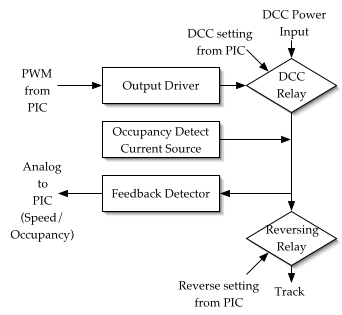 DCC Power
Input
DCC setting
from PIC
PWM
from
PIC
Output Driver
DCC
Relay
Occupancy Detect
Current Source
Analog
to
PIC
(Speed/
Occupancy)
Feedback Detector
Reversing
Relay
Reverse setting
from PIC
Track